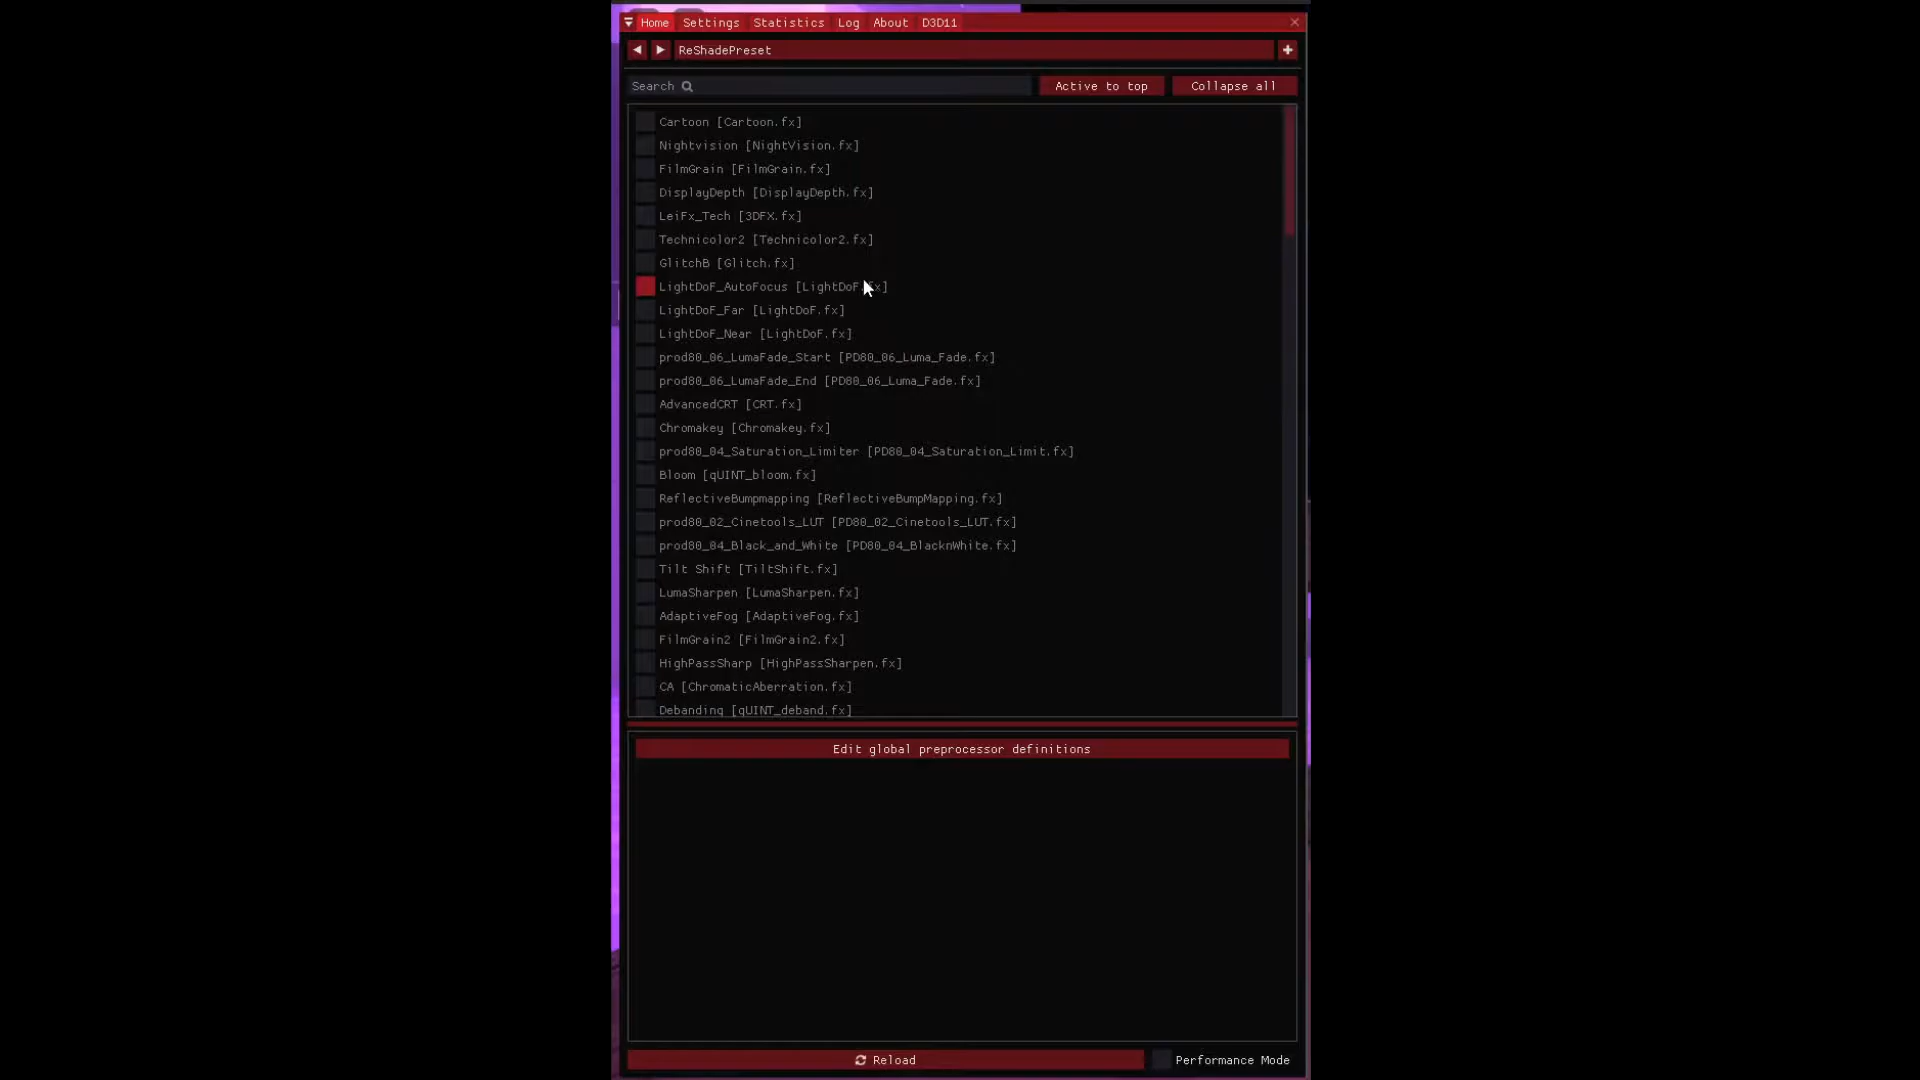 Home Settings Statistics Log About D3D11
ReShadePreset
Search Active to top Collapse all
Cartoon [Cartoon.fx]
Nightvision [NightVision.fx]
FilmGrain [FilmGrain.fx]
DisplayDepth [DisplayDepth.fx]
LeiFx_Tech [3DFX.fx]
Technicolor2 [Technicolor2.fx]
GlitchB [Glitch.fx]
LightDoF_AutoFocus [LightDoF.fx]
LightDoF_Far [LightDoF.fx]
LightDoF_Near [LightDoF.fx]
prod80_06_LumaFade_Start [PD80_06_Luma_Fade.fx]
prod80_06_LumaFade_End [PD80_06_Luma_Fade.fx]
AdvancedCRT [CRT.fx]
Chromakey [Chromakey.fx]
prod80_04_Saturation_Limiter [PD80_04_Saturation_Limit.fx]
Bloom [qUINT_bloom.fx]
ReflectiveBumpmapping [ReflectiveBumpMapping.fx]
prod80_02_Cinetools_LUT [PD80_02_Cinetools_LUT.fx]
prod80_04_Black_and_White [PD80_04_BlacknWhite.fx]
Tilt Shift [TiltShift.fx]
LumaSharpen [LumaSharpen.fx]
AdaptiveFog [AdaptiveFog.fx]
FilmGrain2 [FilmGrain2.fx]
HighPassSharp [HighPassSharpen.fx]
CA [ChromaticAberration.fx]
Debanding [qUINT_deband.fx]
Edit global preprocessor definitions
Reload Performance Mode